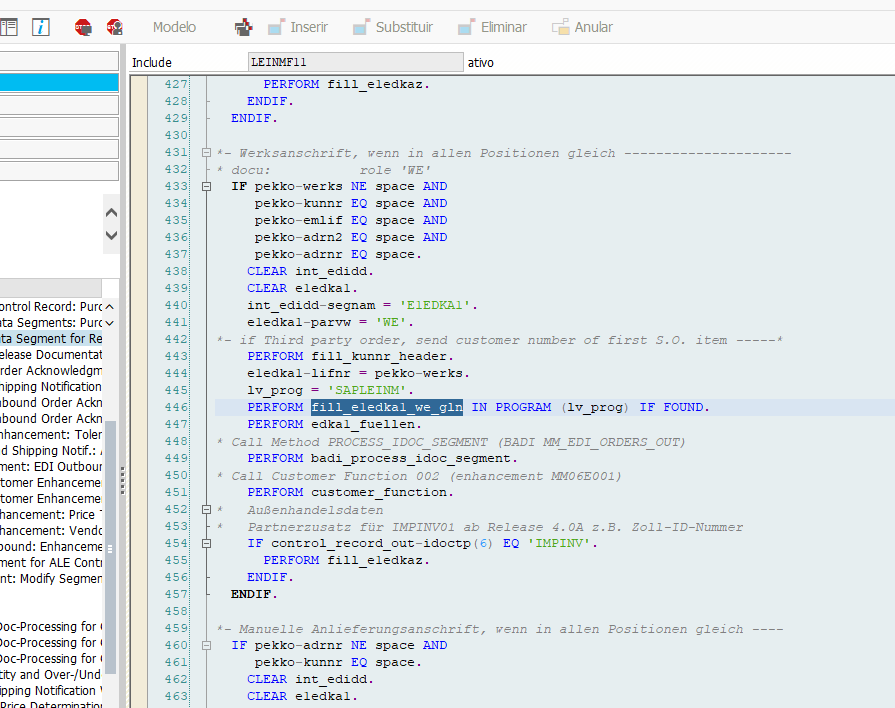 Modelo Inserir Substituir Eliminar Anular
Include LEINMF11 ativo
427 PERFORM fill_eledkaz.
428 ENDIF.
429 ENDIF.
430
431 *- Werksanschrift, wenn in allen Positionen gleich ---------------------
432 * docu: role 'WE'
433 IF pekko-werks NE space AND
434 pekko-kunnr EQ space AND
435 pekko-emlif EQ space AND
436 pekko-adrn2 EQ space AND
437 pekko-adrnr EQ space.
438 CLEAR int_edidd.
439 CLEAR e1edka1.
440 int_edidd-segnam = 'E1EDKA1'.
441 e1edka1-parvw = 'WE'.
442 *- if Third party order, send customer number of first S.O. item -----*
443 PERFORM fill_kunnr_header.
444 e1edka1-lifnr = pekko-werks.
445 lv_prog = 'SAPLEINM'.
446 PERFORM fill_e1edka1_we_gln IN PROGRAM (lv_prog) IF FOUND.
447 PERFORM edka1_fuellen.
448 * Call Method PROCESS_IDOC_SEGMENT (BADI MM_EDI_ORDERS_OUT)
449 PERFORM badi_process_idoc_segment.
450 * Call Customer Function 002 (enhancement MM06E001)
451 PERFORM customer_function.
452 * Außenhandelsdaten
453 * Partnerzusatz für IMPINV01 ab Release 4.0A z.B. Zoll-ID-Nummer
454 IF control_record_out-idoctp(6) EQ 'IMPINV'.
455 PERFORM fill_eledkaz.
456 ENDIF.
457 ENDIF.
458
459 *- Manuelle Anlieferungsanschrift, wenn in allen Positionen gleich ----
460 IF pekko-adrnr NE space AND
461 pekko-kunnr EQ space.
462 CLEAR int_edidd.
463 CLEAR e1edka1.
ontrol Record: Purc
ata Segments: Purc
ata Segment for Re
elease Documentat
rder Acknowledgm
hipping Notification
nbound Order Ackn
nbound Order Ackn
nhancement: Toler
d Shipping Notif.:
ment: EDI Outbour
tomer Enhanceme
tomer Enhanceme
nhancement: Price
nhancement: Vendo
bound: Enhanceme
ment for ALE Contr
nt: Modify Segmen
Doc-Processing for
Doc-Processing for
Doc-Processing for
tity and Over-/Und
ipping Notification
Price Determination